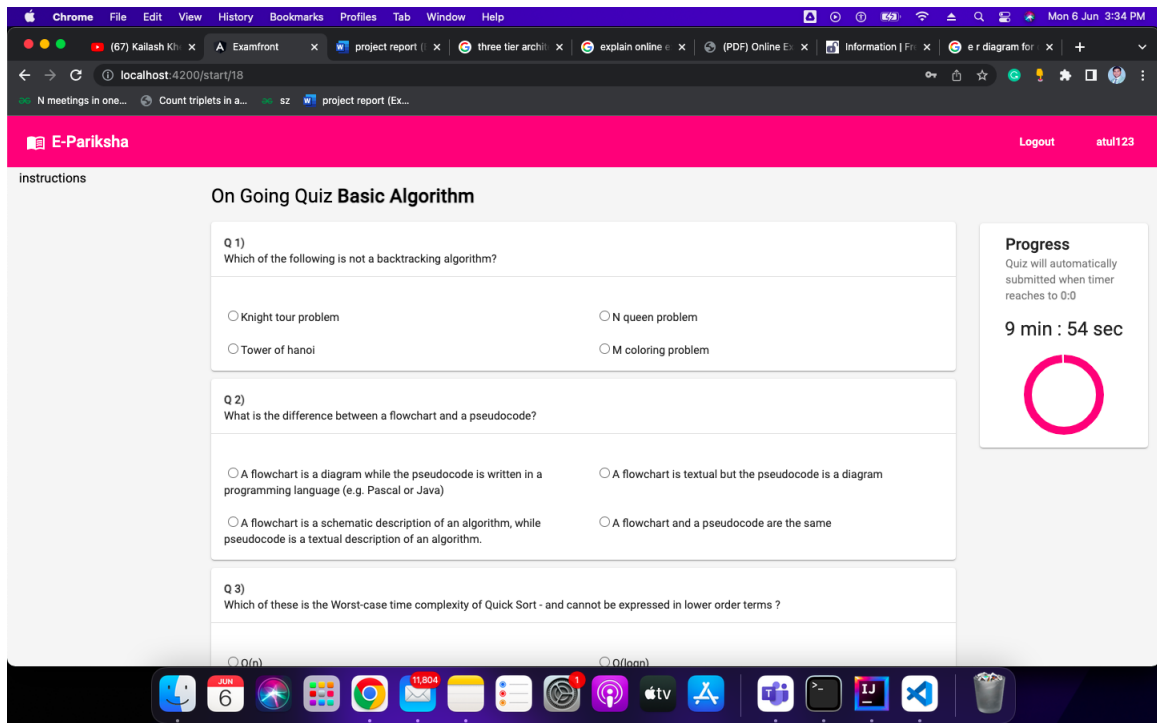 Chrome File Edit View History Bookmarks Profiles Tab Window Help Mon 6 Jun 3:34 PM
(67) Kailash Kh Examfront project report ( three tier archit explain online e (PDF) Online Ex Information | Fr e r diagram for
localhost:4200/start/18
N meetings in one... Count triplets in a... sz project report (Ex...
E-Pariksha Logout atul123
instructions
On Going Quiz Basic Algorithm
Q 1)
Which of the following is not a backtracking algorithm?
Knight tour problem N queen problem
Tower of hanoi M coloring problem
Progress
Quiz will automatically
submitted when timer
reaches to 0:0
9 min : 54 sec
Q 2)
What is the difference between a flowchart and a pseudocode?
A flowchart is a diagram while the pseudocode is written in a
programming language (e.g. Pascal or Java)
A flowchart is textual but the pseudocode is a diagram
A flowchart is a schematic description of an algorithm, while
pseudocode is a textual description of an algorithm.
A flowchart and a pseudocode are the same
Q 3)
Which of these is the Worst-case time complexity of Quick Sort - and cannot be expressed in lower order terms ?
O(n) O(logn)
JUN
6
11,804
1
tv
IJ